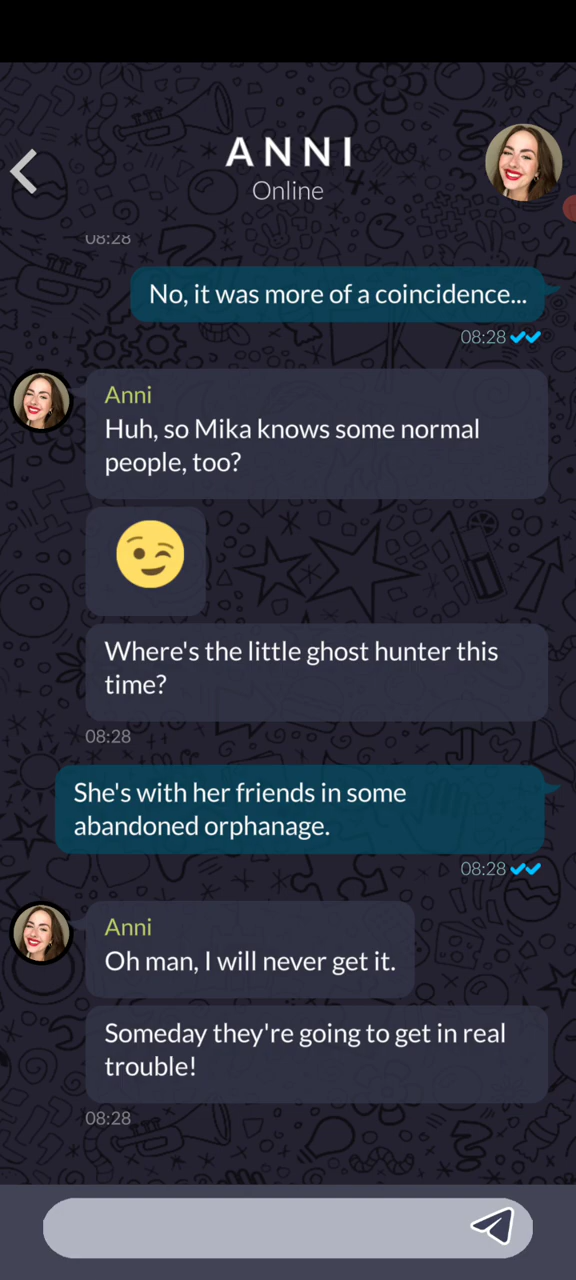 ANNI
Online
08:28
No, it was more of a coincidence...
08:28
Anni
Huh, so Mika knows some normal
people, too?
Where's the little ghost hunter this
time?
08:28
She's with her friends in some
abandoned orphanage.
08:28
Anni
Oh man, I will never get it.
Someday they're going to get in real
trouble!
08:28